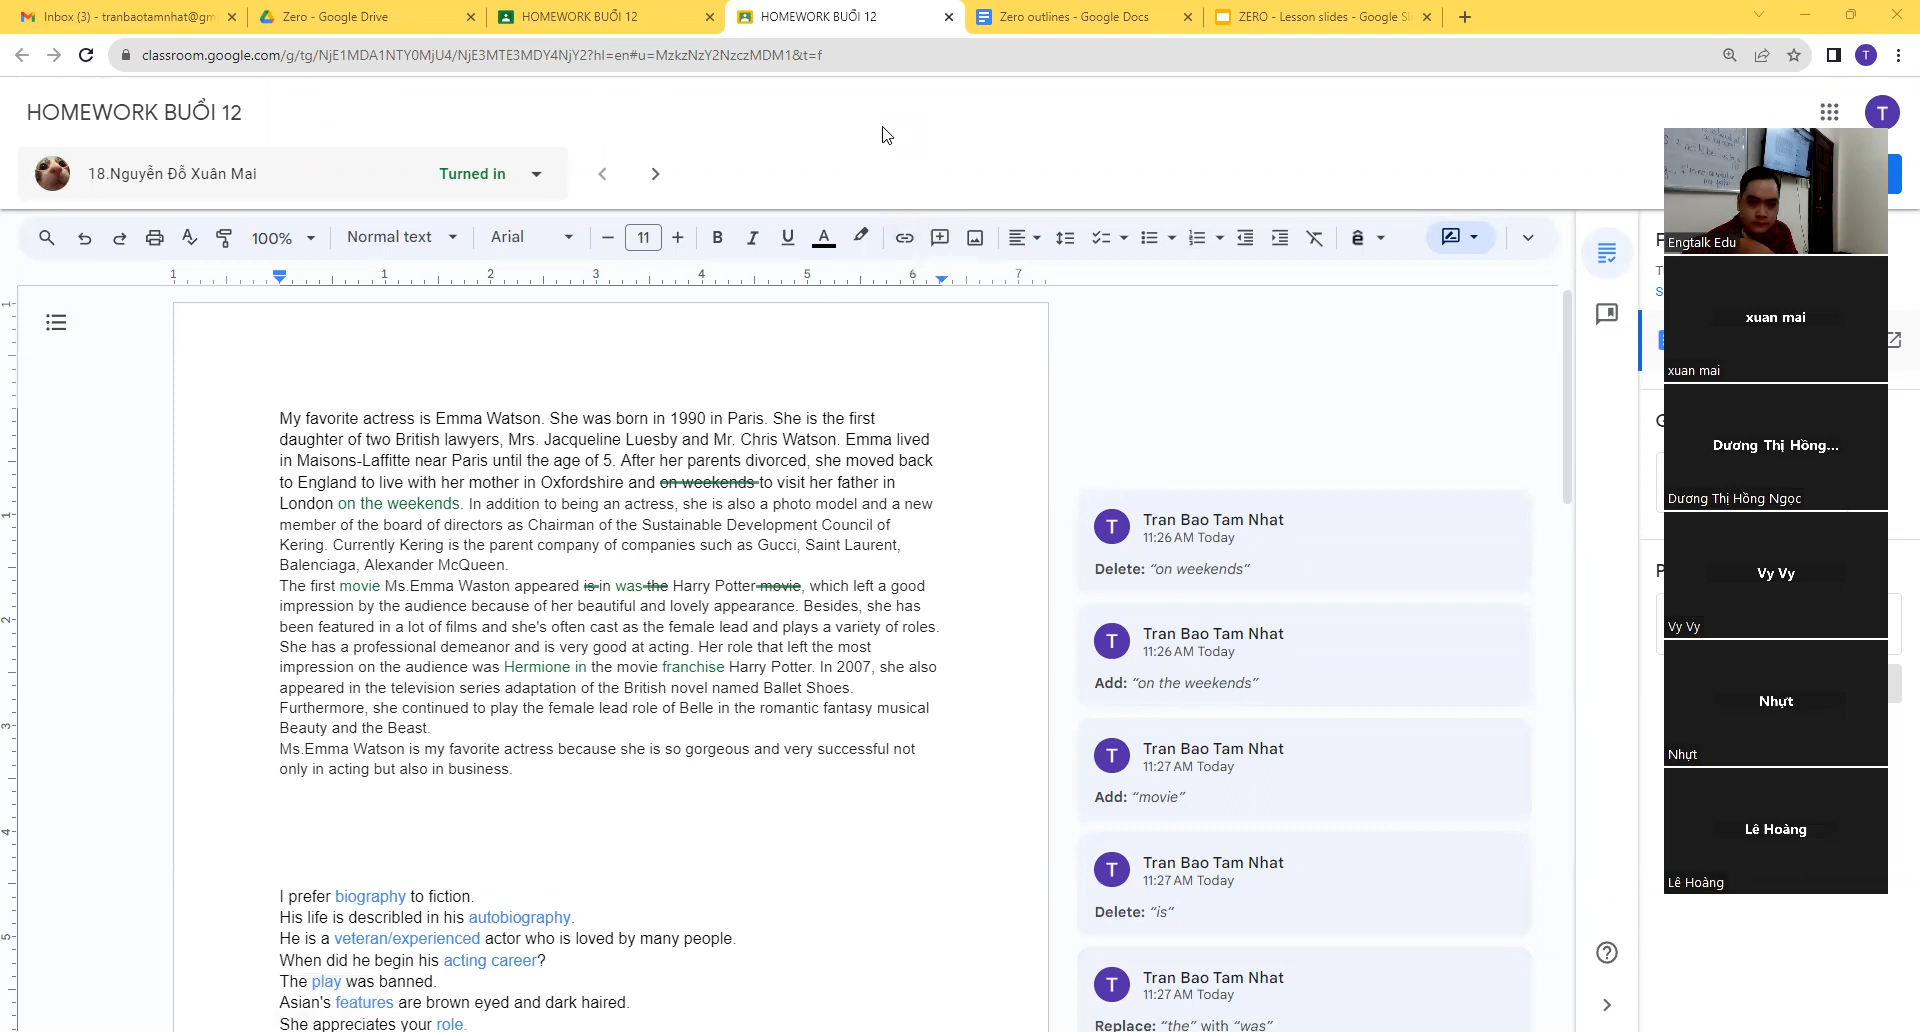 Inbox (3) - tranbaotamnhat@gm
Zero - Google Drive
HOMEWORK BUỔI 12
HOMEWORK BUỔI 12
Zero outlines - Google Docs
ZERO - Lesson slides - Google Sl
classroom.google.com/g/tg/NjE1MDA1NTY0MjU4/NjE3MTE3MDY4NjY2?hl=en#u=MzkzNzY2NzczMDM1&t=f
T
HOMEWORK BUỔI 12
T
18.Nguyễn Đỗ Xuân Mai
Turned in
100%
Normal text
Arial
11
1 1 2 3 4 5 6 7
My favorite actress is Emma Watson. She was born in 1990 in Paris. She is the first
daughter of two British lawyers, Mrs. Jacqueline Luesby and Mr. Chris Watson. Emma lived
in Maisons-Laffitte near Paris until the age of 5. After her parents divorced, she moved back
to England to live with her mother in Oxfordshire and on weekends to visit her father in
London on the weekends. In addition to being an actress, she is also a photo model and a new
member of the board of directors as Chairman of the Sustainable Development Council of
Kering. Currently Kering is the parent company of companies such as Gucci, Saint Laurent,
Balenciaga, Alexander McQueen.
The first movie Ms.Emma Waston appeared is in was the Harry Potter movie, which left a good
impression by the audience because of her beautiful and lovely appearance. Besides, she has
been featured in a lot of films and she's often cast as the female lead and plays a variety of roles.
She has a professional demeanor and is very good at acting. Her role that left the most
impression on the audience was Hermione in the movie franchise Harry Potter. In 2007, she also
appeared in the television series adaptation of the British novel named Ballet Shoes.
Furthermore, she continued to play the female lead role of Belle in the romantic fantasy musical
Beauty and the Beast.
Ms.Emma Watson is my favorite actress because she is so gorgeous and very successful not
only in acting but also in business.
I prefer biography to fiction.
His life is describled in his autobiography.
He is a veteran/experienced actor who is loved by many people.
When did he begin his acting career?
The play was banned.
Asian's features are brown eyed and dark haired.
She appreciates your role.
T
Tran Bao Tam Nhat
11:26 AM Today
Delete: “on weekends”
T
Tran Bao Tam Nhat
11:26 AM Today
Add: “on the weekends”
T
Tran Bao Tam Nhat
11:27 AM Today
Add: “movie”
T
Tran Bao Tam Nhat
11:27 AM Today
Delete: “is”
T
Tran Bao Tam Nhat
11:27 AM Today
Replace: “the” with “was”
Engtalk Edu
xuan mai
xuan mai
Dương Thị Hồng...
Dương Thị Hồng Ngọc
Vy Vy
Vy Vy
Nhựt
Nhựt
Lê Hoàng
Lê Hoàng